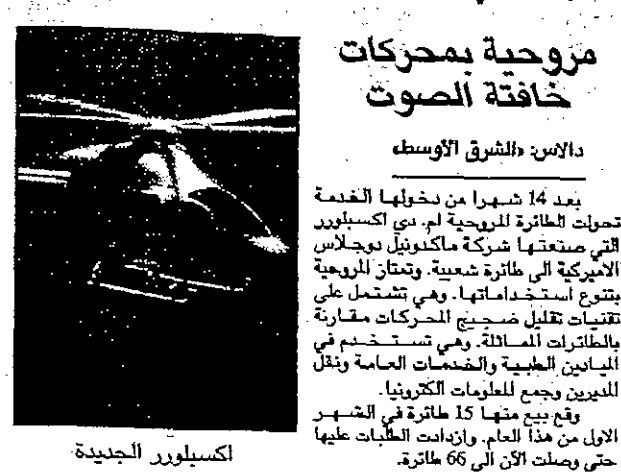 مروحية بمحركات
خافتة الصوت
دالاس: «الشرق الأوسط»
بعد 14 شهرا من دخولها الخدمة
تحولت الطائرة المروحية ام. دي اكسبلورر
التي صنعتها شركة ماكدونيل دوجلاس
الاميركية الى طائرة شعبية. وتمتاز المروحية
بتنوع استخداماتها. وهي تشتمل على
تقنيات تقليل ضجيج المحركات مقارنة
بالطائرات المماثلة. وهي تستخدم في
الميادين الطبية والخدمات العامة ونقل
المديرين وجمع المعلومات الكترونيا.
وقع بيع منها 15 طائرة في الشهر
الاول من هذا العام. وازدادت الطلبات عليها
حتى وصلت الآن الى 66 طائرة.
اكسبلورر الجديدة